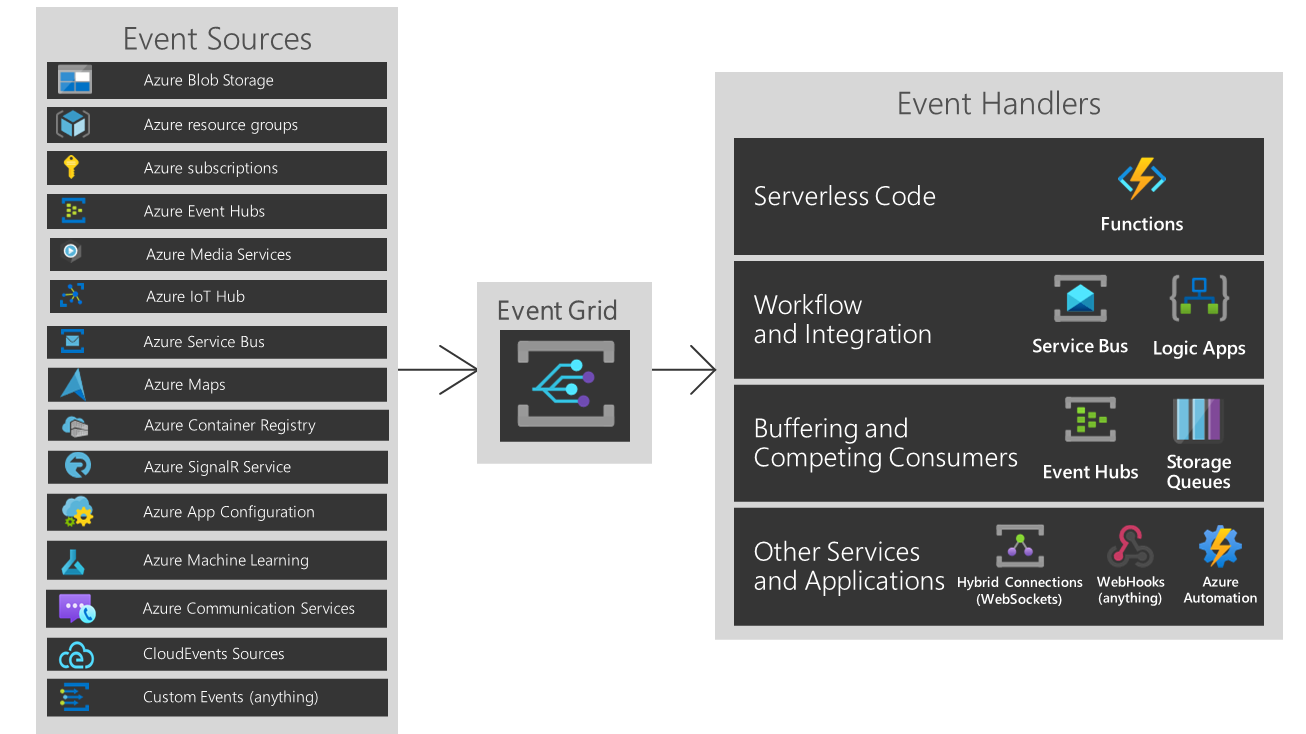 Event Sources
Azure Blob Storage
Azure resource groups
Azure subscriptions
Azure Event Hubs
Azure Media Services
Azure IoT Hub
Azure Service Bus
Azure Maps
Azure Container Registry
Azure SignalR Service
Azure App Configuration
Azure Machine Learning
Azure Communication Services
CloudEvents Sources
Custom Events (anything)
Event Grid
Event Handlers
Serverless Code
Functions
Workflow
and Integration
Service Bus
Logic Apps
Buffering and
Competing Consumers
Event Hubs
Storage
Queues
Other Services
and Applications
Hybrid Connections
(WebSockets)
WebHooks
(anything)
Azure
Automation